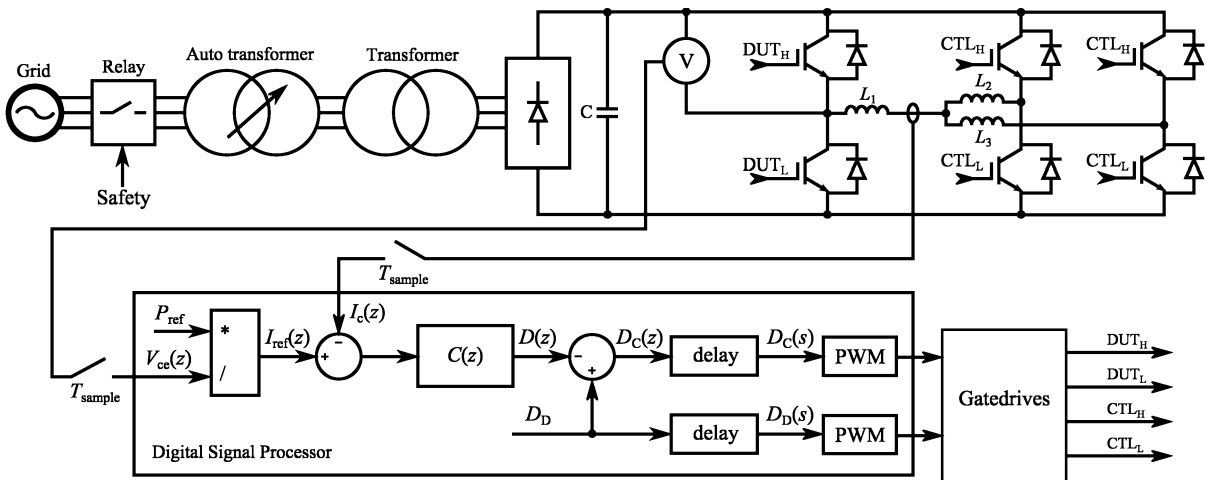 Grid
Relay
Auto transformer
Transformer
Safety
C
V
DUT_H
CTL_H
CTL_H
L_1
L_2
L_3
DUT_L
CTL_L
CTL_L
T_sample
P_ref
*
I_ref(z)
I_c(z)
−
+
C(z)
D(z)
−
+
D_C(z)
delay
D_C(s)
PWM
V_ce(z)
/
T_sample
D_D
delay
D_D(s)
PWM
Digital Signal Processor
Gatedrives
DUT_H
DUT_L
CTL_H
CTL_L